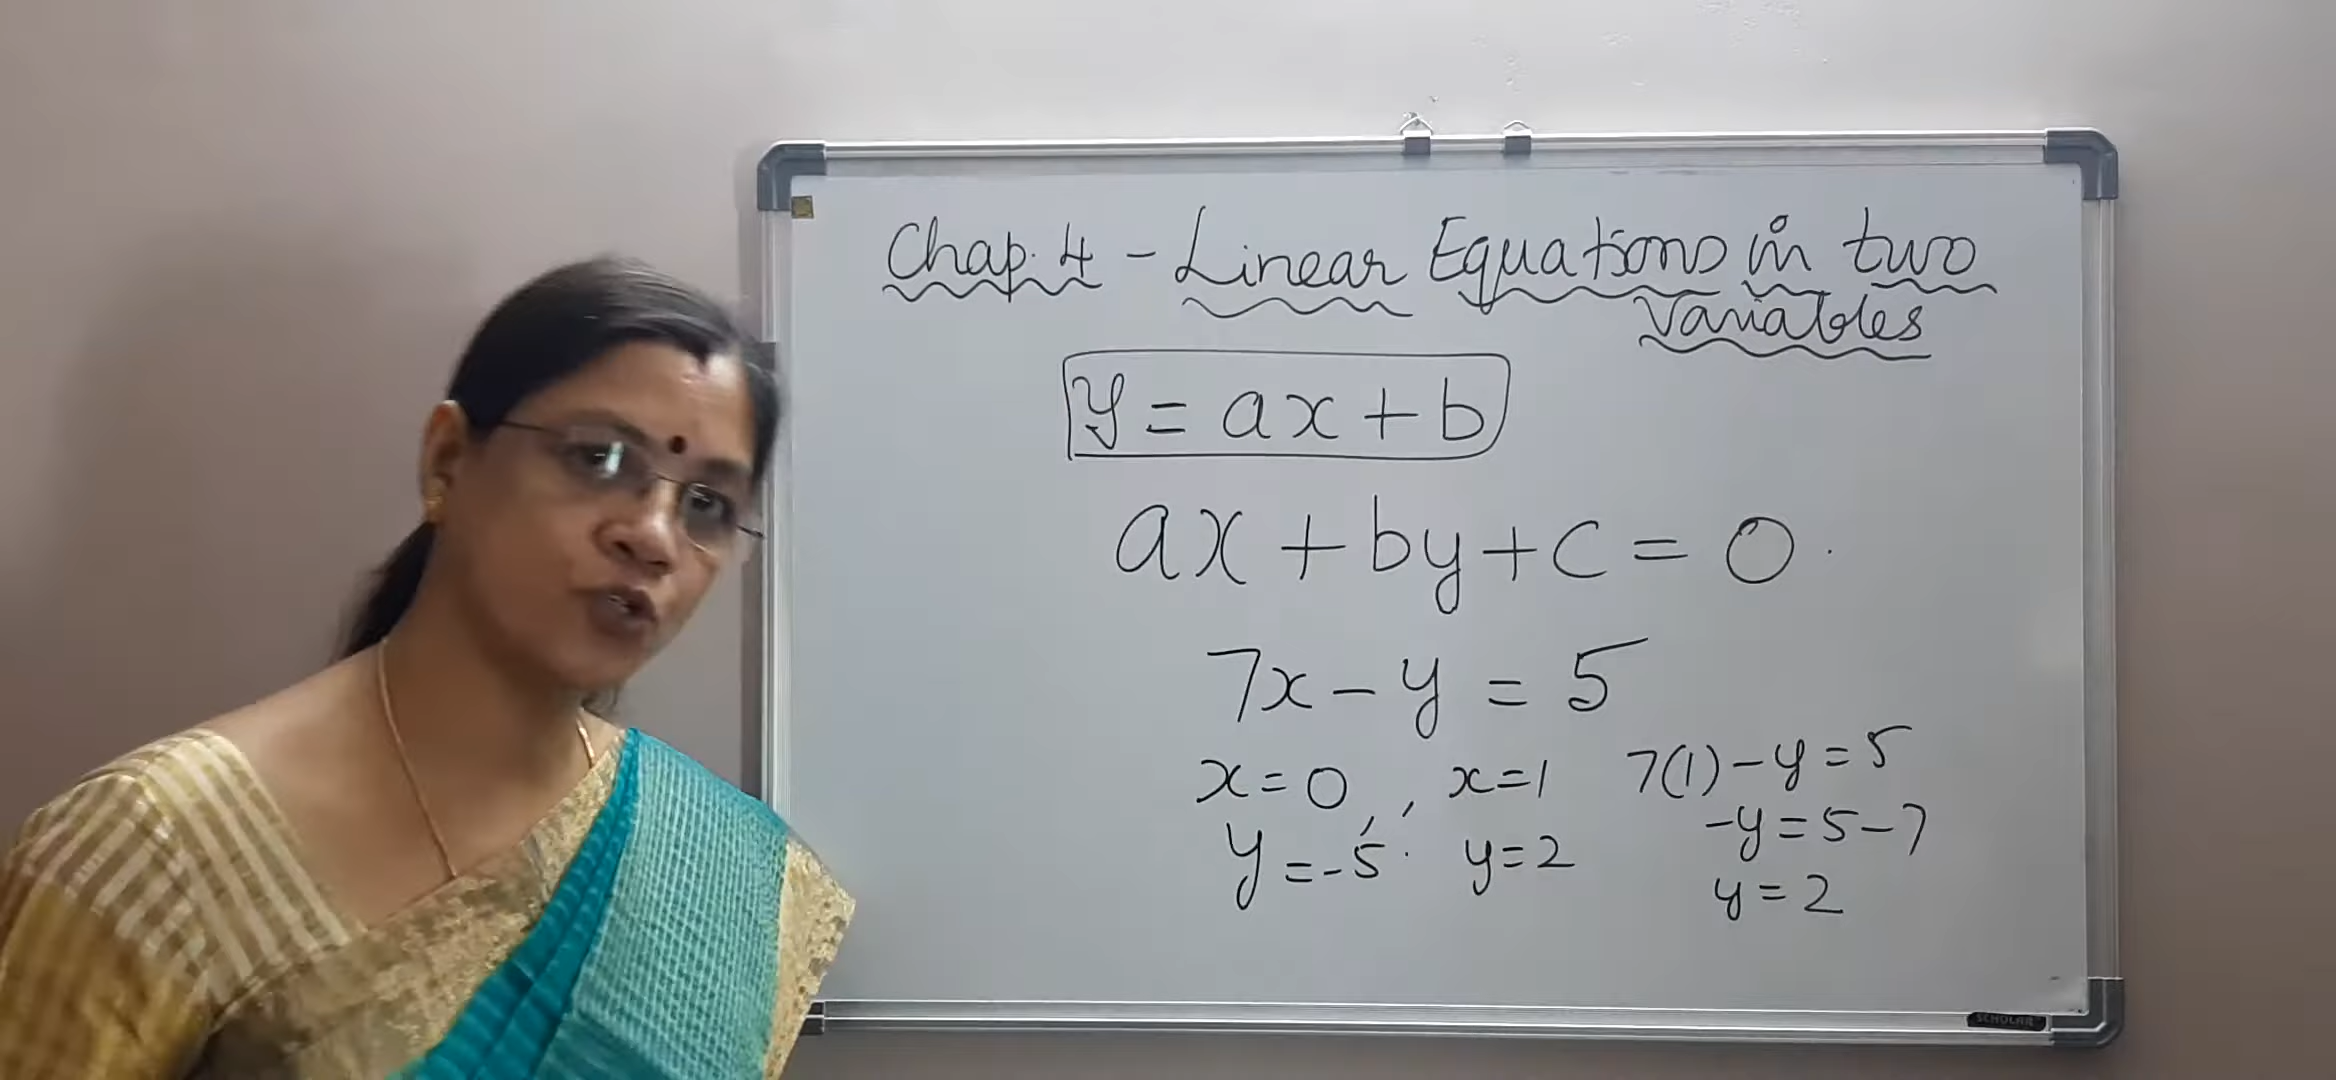 Chap. 4 - Linear Equations in two
Variables
y = ax + b
ax + by + c = 0.
7x - y = 5
x = 0, x = 1 7(1) - y = 5
-y = 5 - 7
y = -5. y = 2
y = 2
SCHOLAR